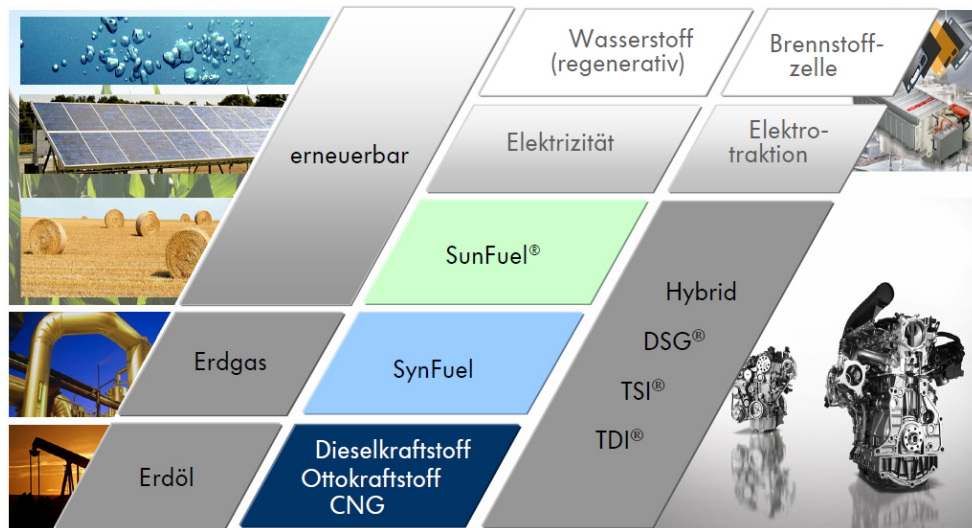 Wasserstoff
(regenerativ)
Brennstoff-
zelle
erneuerbar
Elektrizität
Elektro-
traktion
SunFuel®
Hybrid
DSG®
TSI®
TDI®
Erdgas
SynFuel
Erdöl
Dieselkraftstoff
Ottokraftstoff
CNG